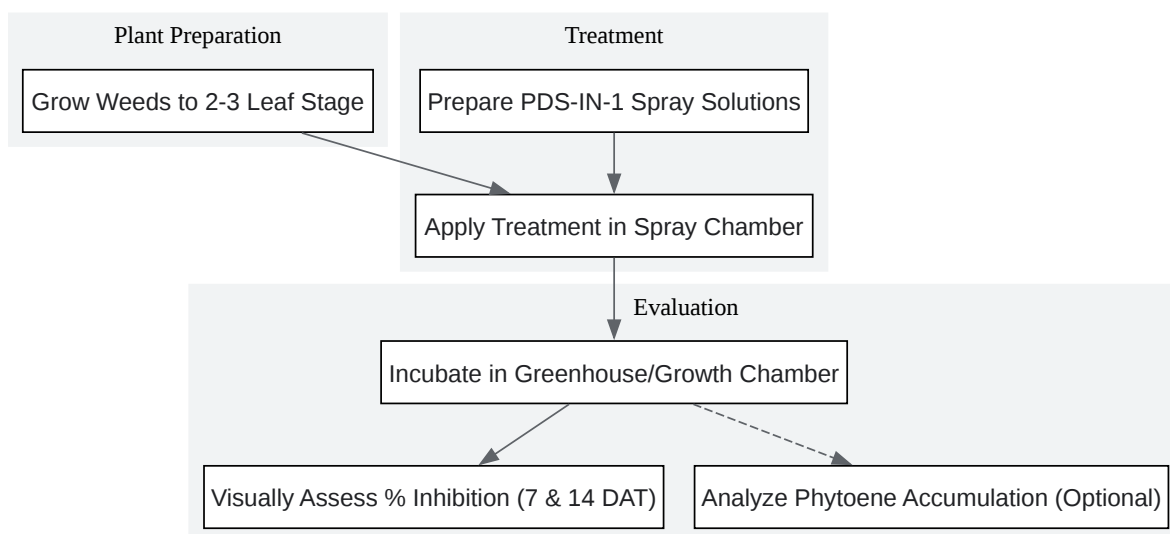 Plant Preparation
Treatment
Grow Weeds to 2-3 Leaf Stage
Prepare PDS-IN-1 Spray Solutions
Apply Treatment in Spray Chamber
Evaluation
Incubate in Greenhouse/Growth Chamber
Visually Assess % Inhibition (7 & 14 DAT)
Analyze Phytoene Accumulation (Optional)